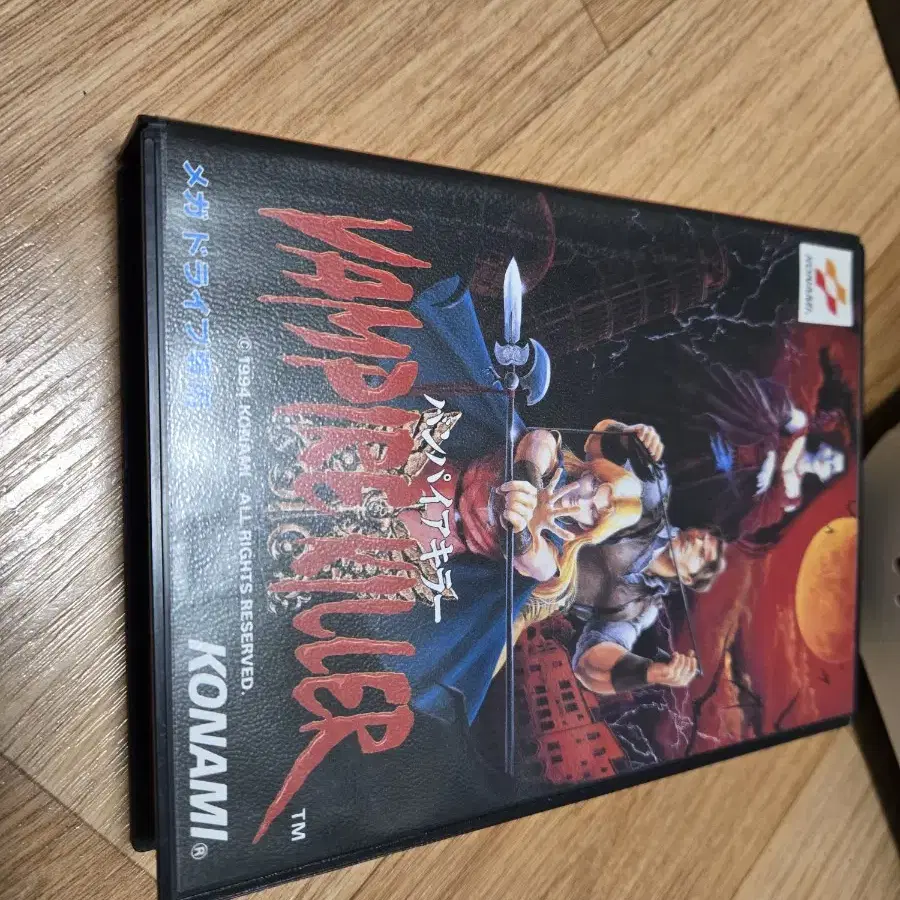 KONAMI.
バンパイアキラー
VAMPIRE KILLER TM
© 1994 KONAMI ALL RIGHTS RESERVED.
メガドライブ専用 KONAMI®